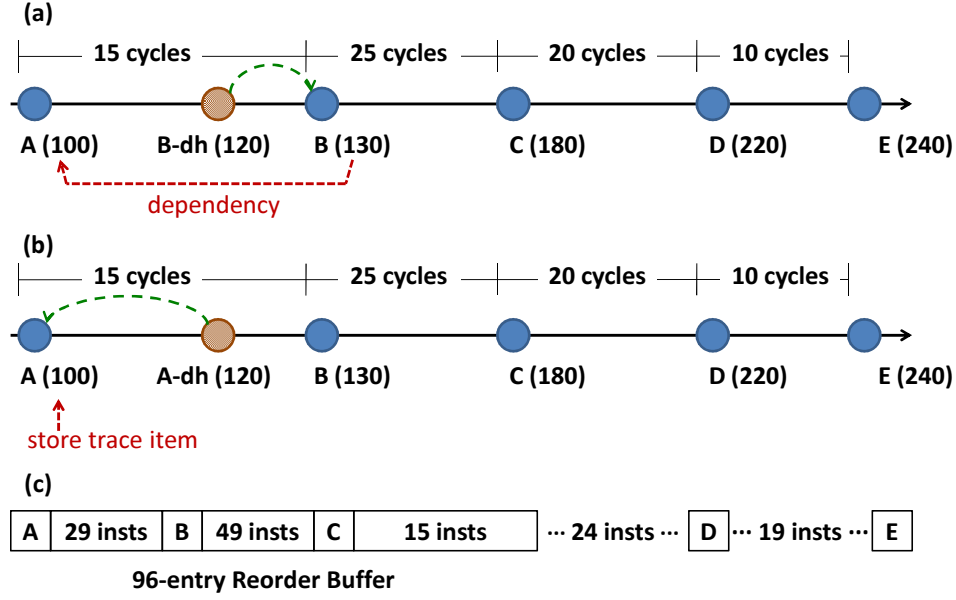 (a)
15 cycles 25 cycles 20 cycles 10 cycles
A (100) B-dh (120) B (130) C (180) D (220) E (240)
dependency
(b)
15 cycles 25 cycles 20 cycles 10 cycles
A (100) A-dh (120) B (130) C (180) D (220) E (240)
store trace item
(c)
A 29 insts B 49 insts C 15 insts ··· 24 insts ··· D ··· 19 insts ··· E
96-entry Reorder Buffer